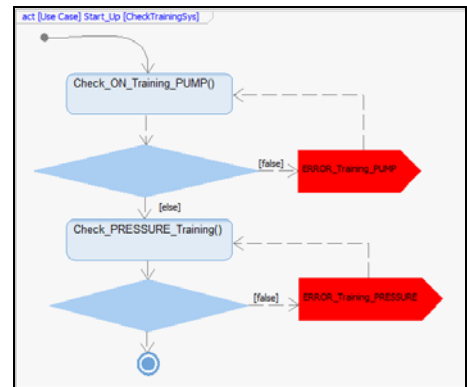 act [Use Case] Start_Up [CheckTrainingSys]
Check_ON_Training_PUMP()
[false]
ERROR_Training_PUMP
[else]
Check_PRESSURE_Training()
[false]
ERROR_Training_PRESSURE